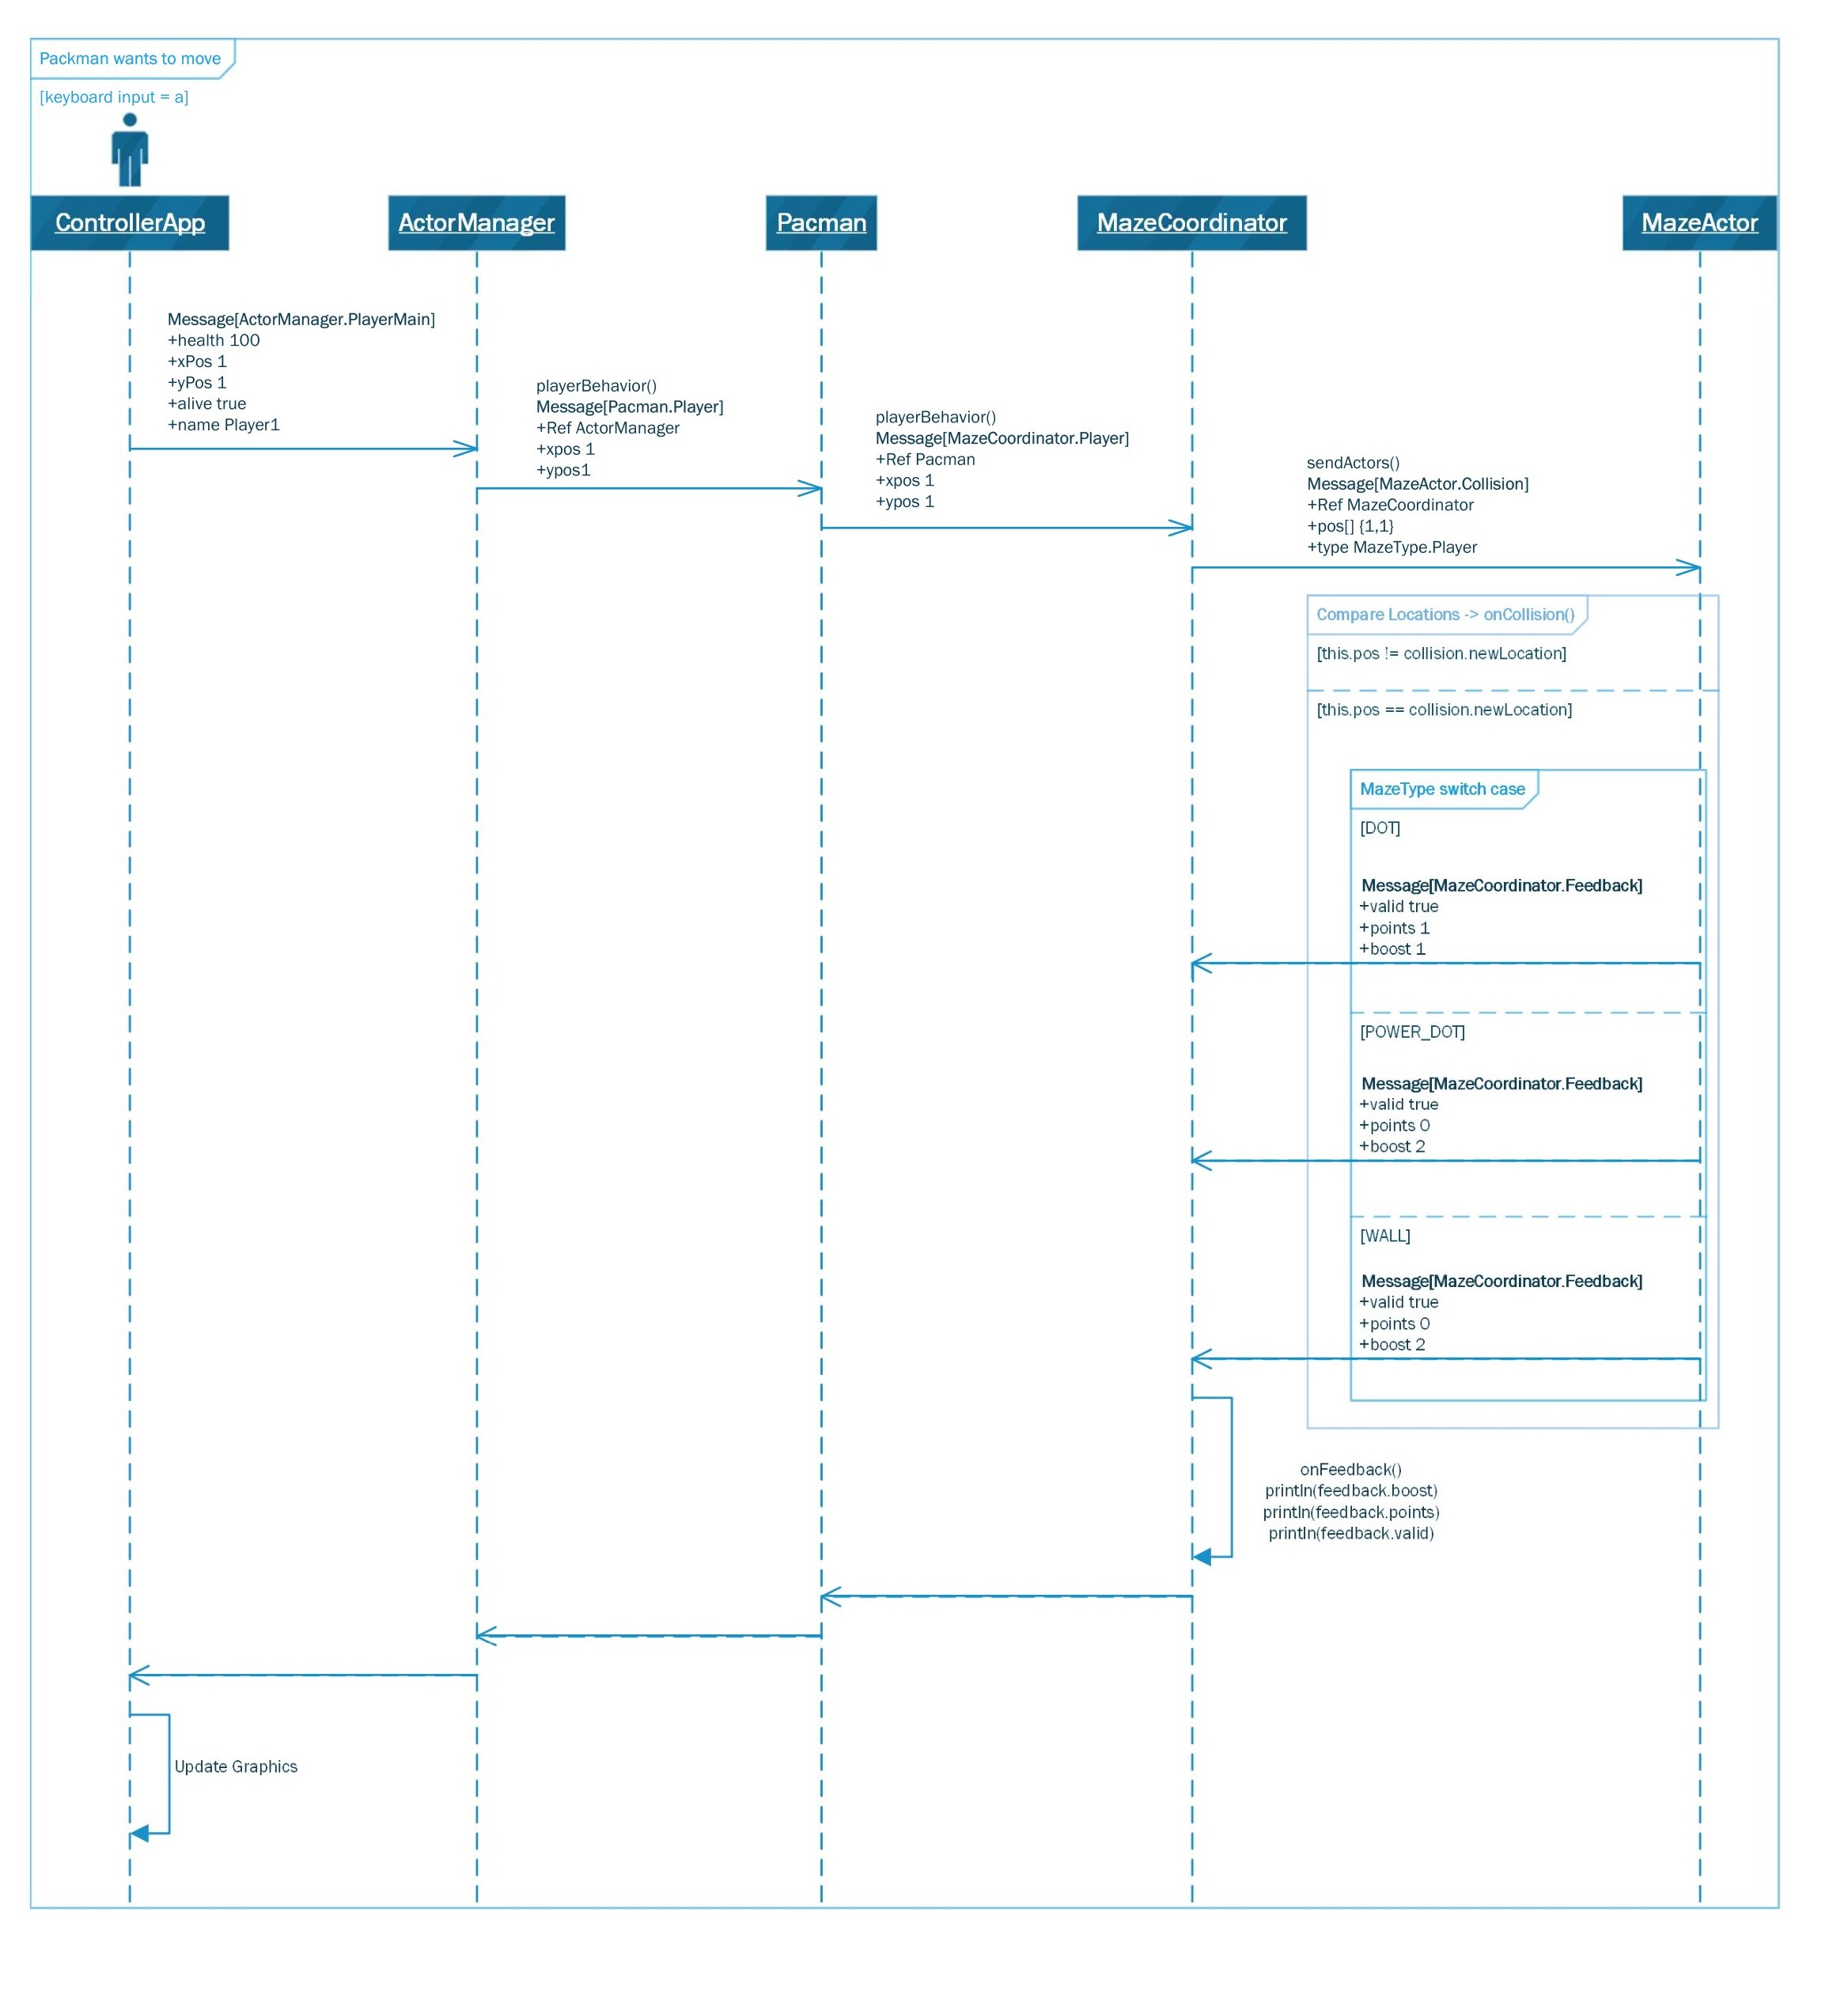 Packman wants to move
[keyboard input = a]
ControllerApp
ActorManager
Pacman
MazeCoordinator
MazeActor
Message[ActorManager.PlayerMain]
+health 100
+xPos 1
+yPos 1
+alive true
+name Player1
playerBehavior()
Message[Pacman.Player]
+Ref ActorManager
+xpos 1
+ypos1
playerBehavior()
Message[MazeCoordinator.Player]
+Ref Pacman
+xpos 1
+ypos 1
sendActors()
Message[MazeActor.Collision]
+Ref MazeCoordinator
+pos[] {1,1}
+type MazeType.Player
Compare Locations -> onCollision()
[this.pos != collision.newLocation]
[this.pos == collision.newLocation]
MazeType switch case
[DOT]
Message[MazeCoordinator.Feedback]
+valid true
+points 1
+boost 1
[POWER_DOT]
Message[MazeCoordinator.Feedback]
+valid true
+points 0
+boost 2
[WALL]
Message[MazeCoordinator.Feedback]
+valid true
+points 0
+boost 2
onFeedback()
println(feedback.boost)
println(feedback.points)
println(feedback.valid)
Update Graphics